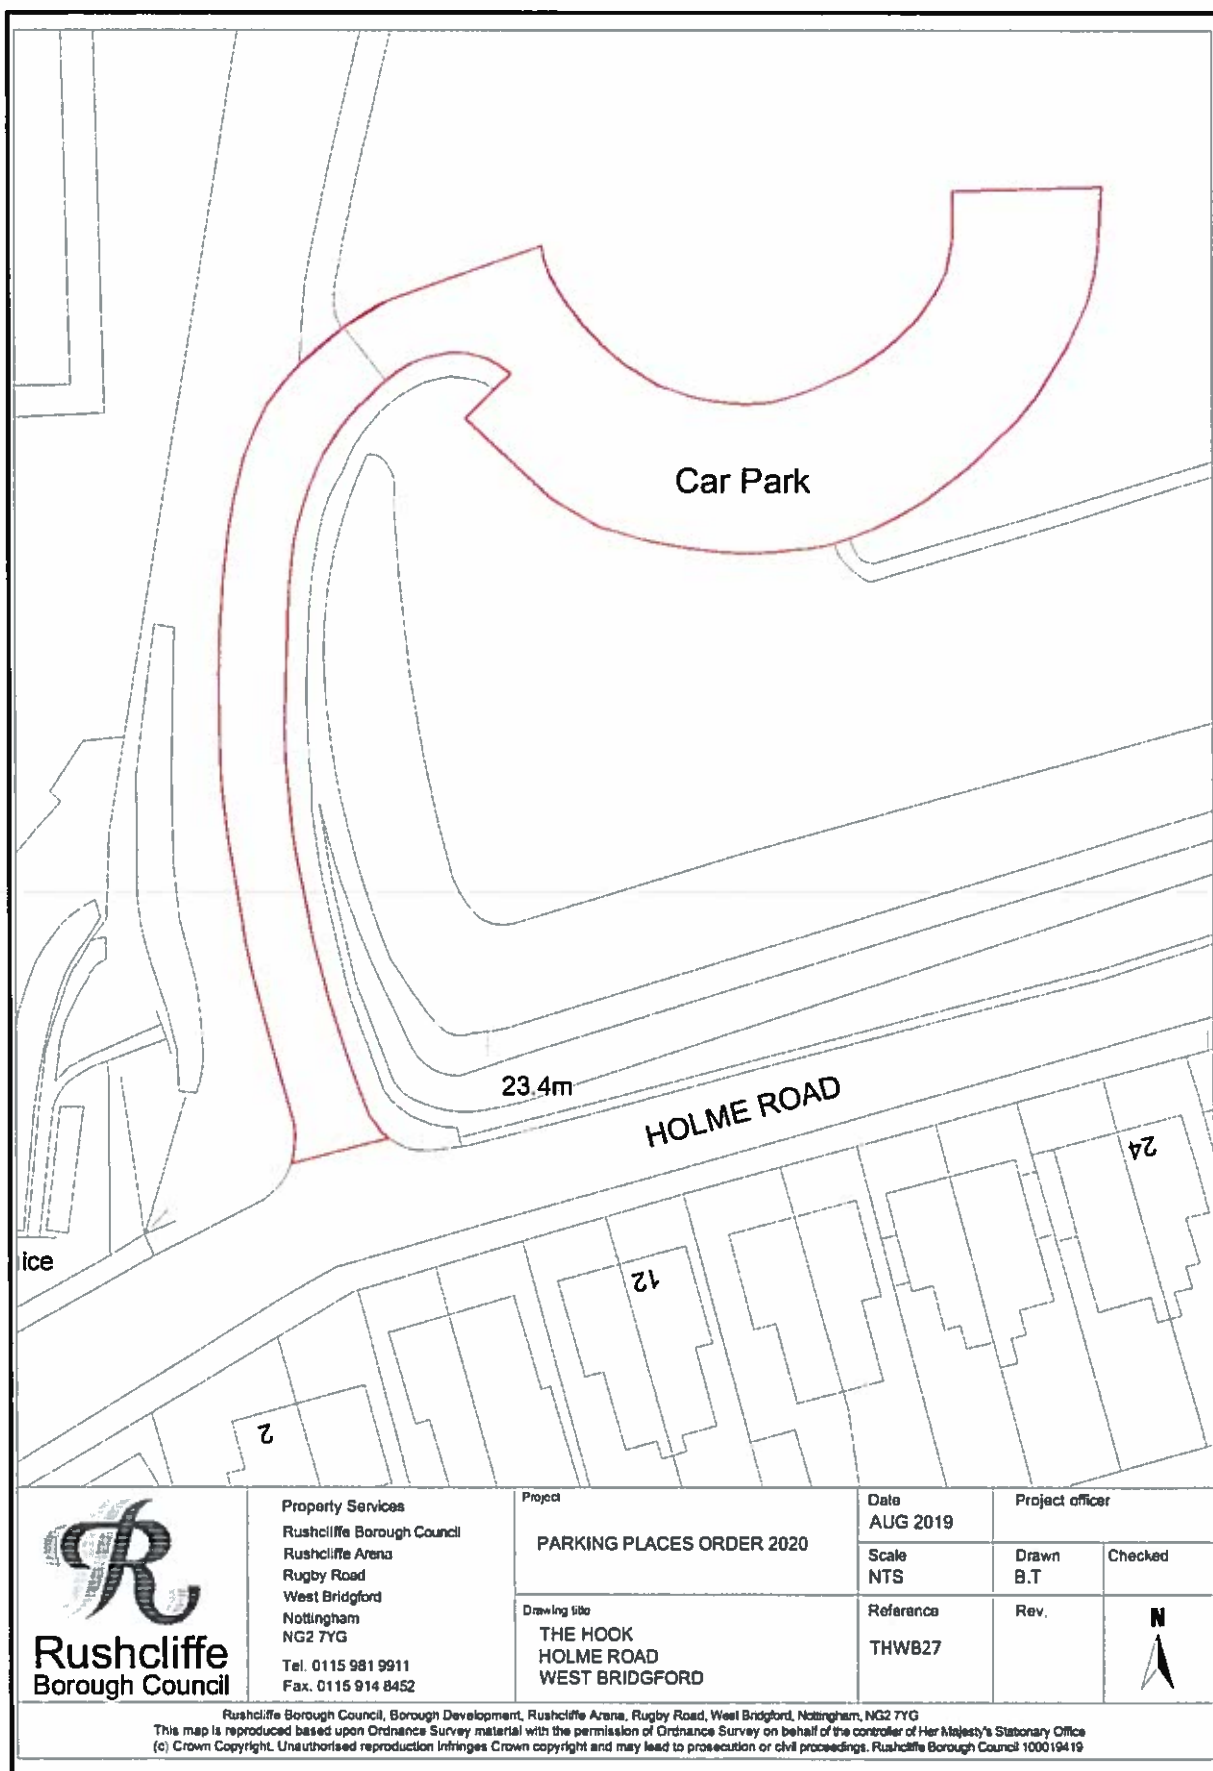 Car Park
23.4m
HOLME ROAD
24
12
ice
2
Rushcliffe
Borough Council
Property Services
Rushcliffe Borough Council
Rushcliffe Arena
Rugby Road
West Bridgford
Nottingham
NG2 7YG
Tel. 0115 981 9911
Fax. 0115 914 8452
Project
PARKING PLACES ORDER 2020
Drawing title
THE HOOK
HOLME ROAD
WEST BRIDGFORD
Date
AUG 2019
Project officer
Scale
NTS
Drawn
B.T
Checked
Reference
THWB27
Rev.
N
Rushcliffe Borough Council, Borough Development, Rushcliffe Arena, Rugby Road, West Bridgford, Nottingham, NG2 7YG
This map is reproduced based upon Ordnance Survey material with the permission of Ordnance Survey on behalf of the controller of Her Majesty's Stationary Office
(c) Crown Copyright. Unauthorised reproduction infringes Crown copyright and may lead to prosecution or civil proceedings. Rushcliffe Borough Council 100019419